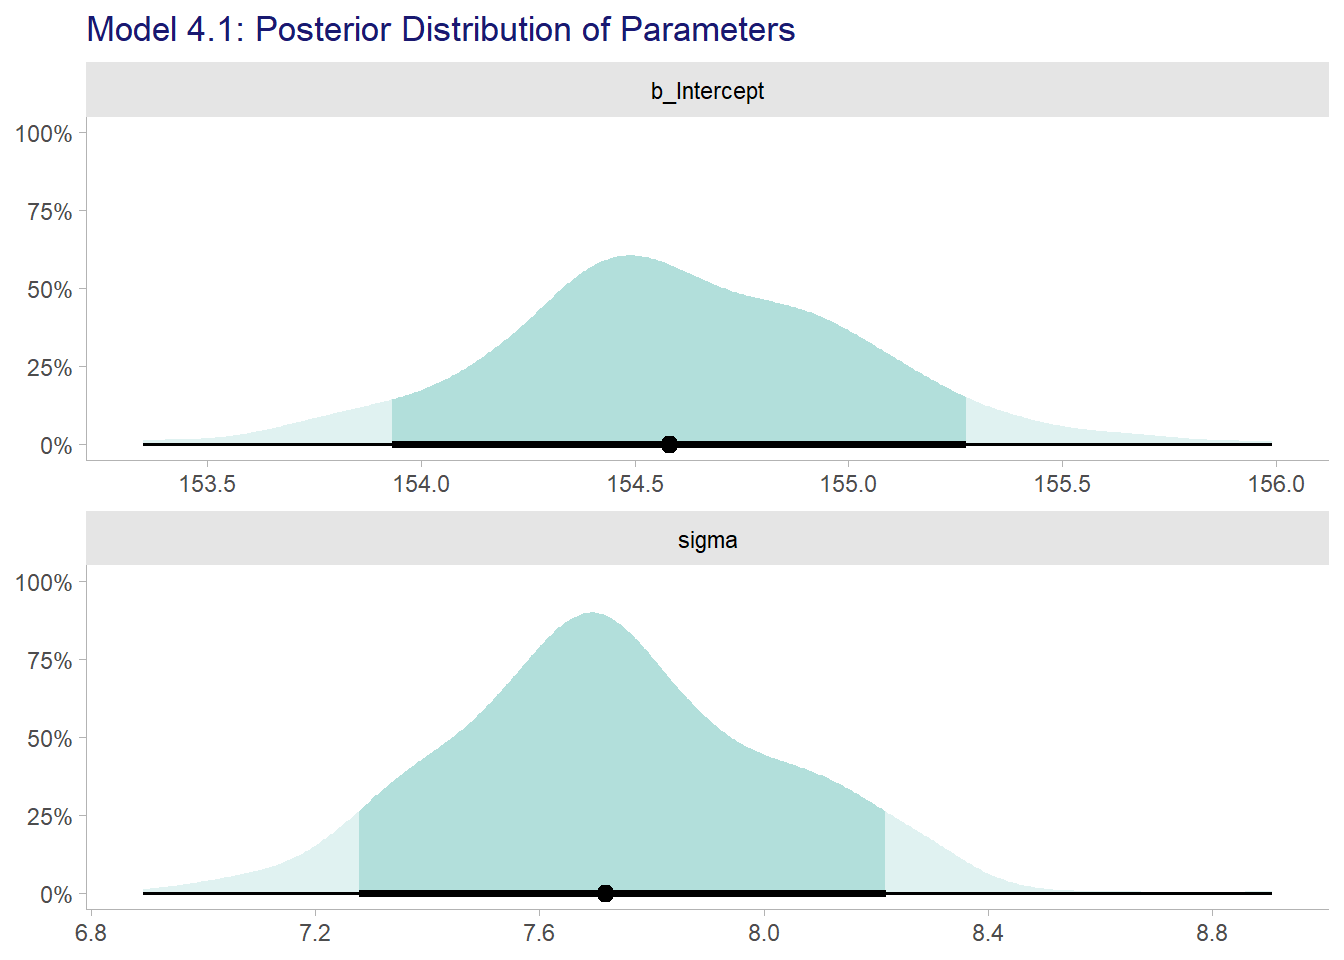 Model 4.1: Posterior Distribution of Parameters
b_Intercept
100%
75%
50%
25%
0%
153.5 154.0 154.5 155.0 155.5 156.0
sigma
100%
75%
50%
25%
0%
6.8 7.2 7.6 8.0 8.4 8.8